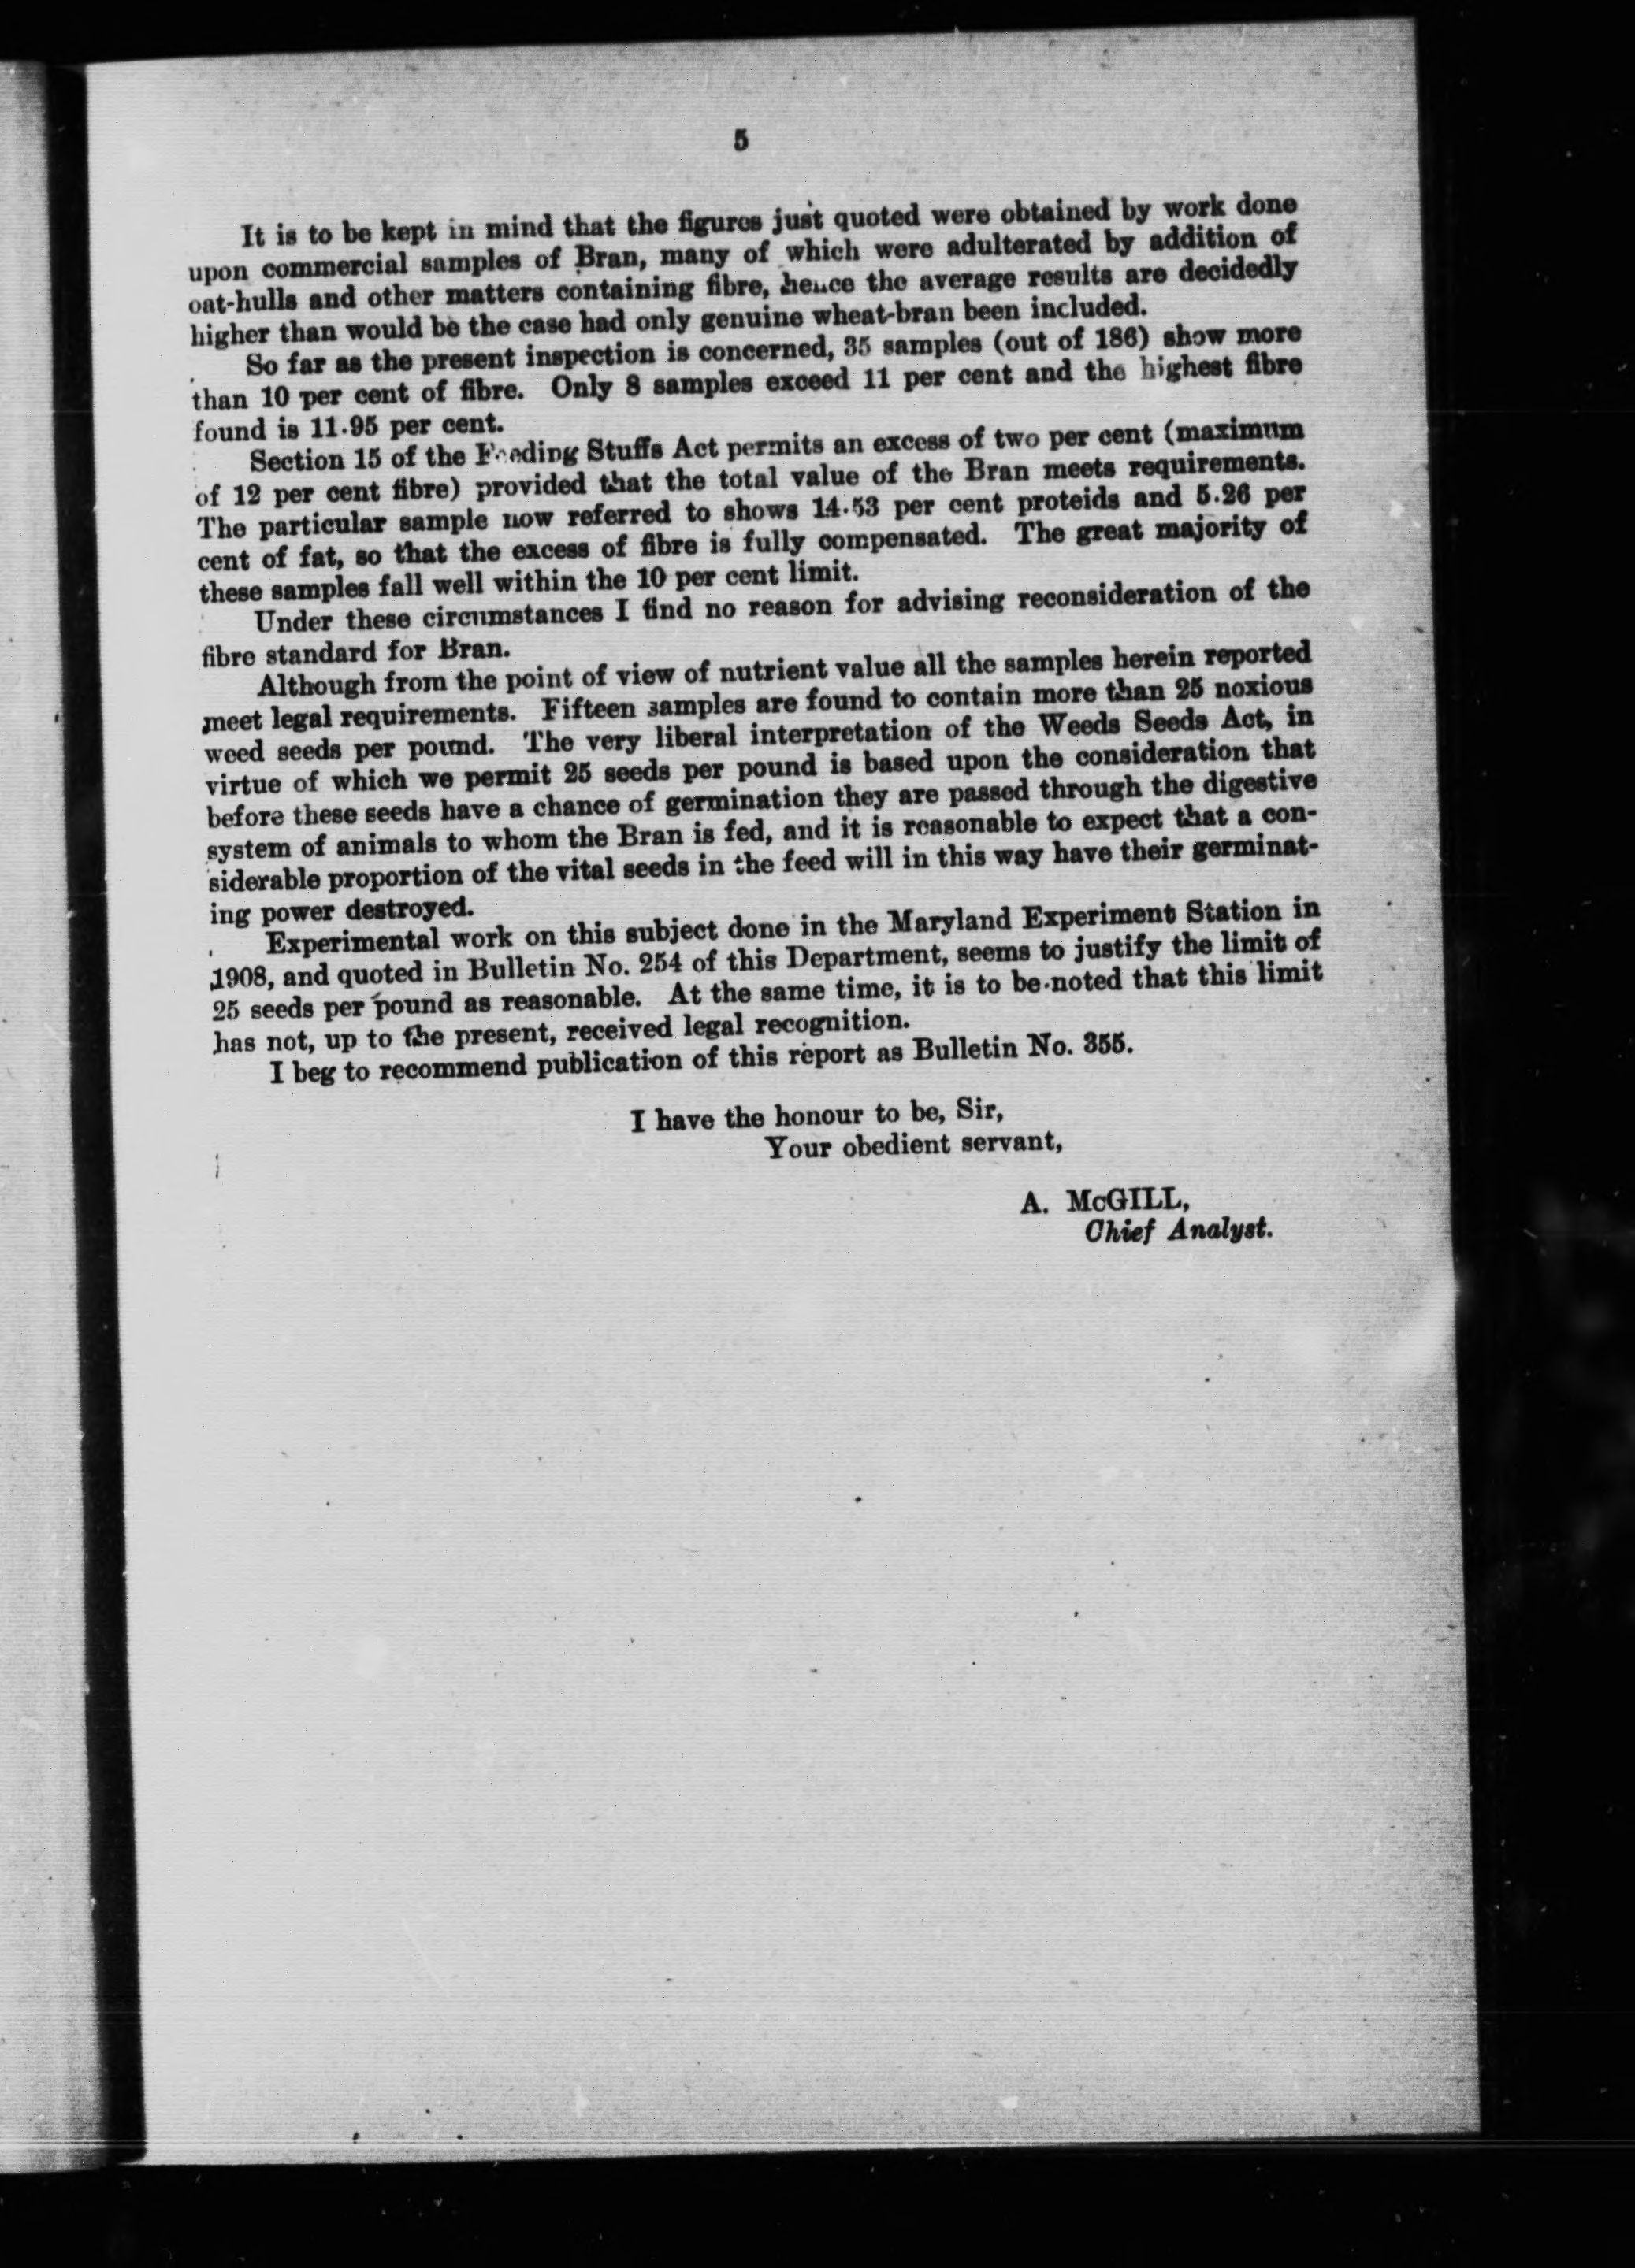 5
It is to be kept in mind that the figures just quoted were obtained by work done
upon commercial samples of Bran, many of which were adulterated by addition of
oat-hulls and other matters containing fibre, hence the average results are decidedly
higher than would be the case had only genuine wheat-bran been included.
So far as the present inspection is concerned, 35 samples (out of 186) show more
than 10 per cent of fibre. Only 8 samples exceed 11 per cent and the highest fibre
found is 11·95 per cent.
Section 15 of the Feeding Stuffs Act permits an excess of two per cent (maximum
of 12 per cent fibre) provided that the total value of the Bran meets requirements.
The particular sample now referred to shows 14·53 per cent proteids and 5·26 per
cent of fat, so that the excess of fibre is fully compensated. The great majority of
these samples fall well within the 10 per cent limit.
Under these circumstances I find no reason for advising reconsideration of the
fibre standard for Bran.
Although from the point of view of nutrient value all the samples herein reported
meet legal requirements. Fifteen samples are found to contain more than 25 noxious
weed seeds per pound. The very liberal interpretation of the Weeds Seeds Act, in
virtue of which we permit 25 seeds per pound is based upon the consideration that
before these seeds have a chance of germination they are passed through the digestive
system of animals to whom the Bran is fed, and it is reasonable to expect that a con-
siderable proportion of the vital seeds in the feed will in this way have their germinat-
ing power destroyed.
Experimental work on this subject done in the Maryland Experiment Station in
1908, and quoted in Bulletin No. 254 of this Department, seems to justify the limit of
25 seeds per pound as reasonable. At the same time, it is to be noted that this limit
has not, up to the present, received legal recognition.
I beg to recommend publication of this report as Bulletin No. 355.
I have the honour to be, Sir,
Your obedient servant,
A. McGILL,
Chief Analyst.